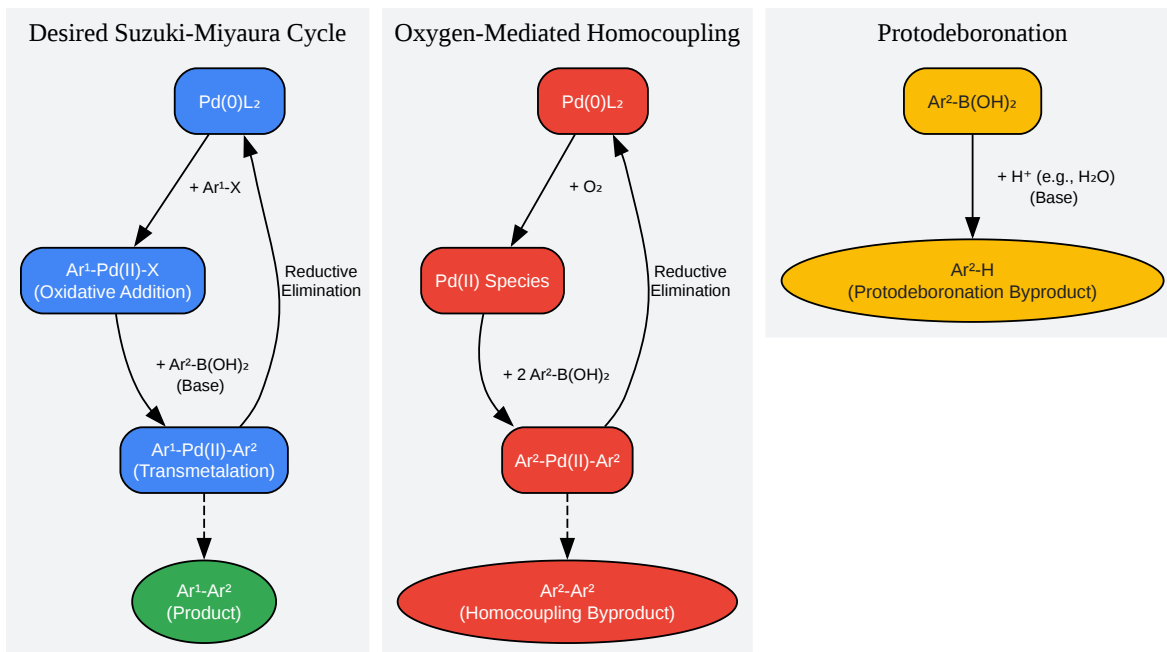 Desired Suzuki-Miyaura Cycle
Pd(0)L₂
+ Ar¹-X
Ar¹-Pd(II)-X
(Oxidative Addition)
Reductive
Elimination
+ Ar²-B(OH)₂
(Base)
Ar¹-Pd(II)-Ar²
(Transmetalation)
Ar¹-Ar²
(Product)
Oxygen-Mediated Homocoupling
Pd(0)L₂
+ O₂
Pd(II) Species
Reductive
Elimination
+ 2 Ar²-B(OH)₂
Ar²-Pd(II)-Ar²
Ar²-Ar²
(Homocoupling Byproduct)
Protodeboronation
Ar²-B(OH)₂
+ H⁺ (e.g., H₂O)
(Base)
Ar²-H
(Protodeboronation Byproduct)